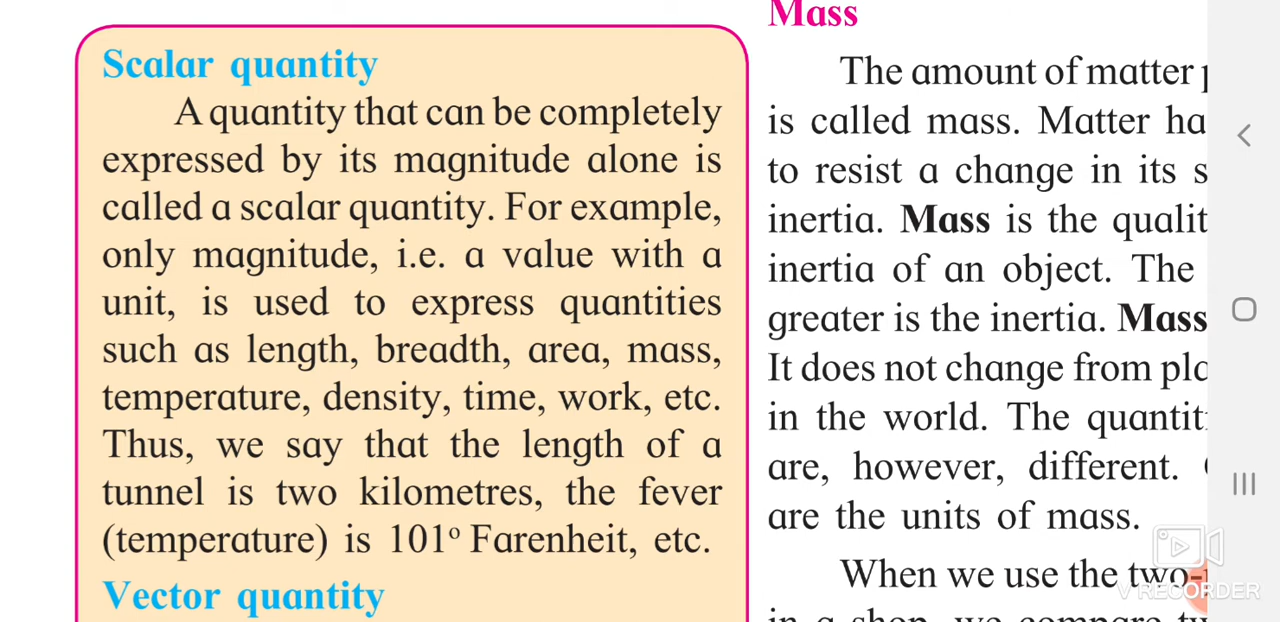 Scalar quantity
A quantity that can be completely
expressed by its magnitude alone is
called a scalar quantity. For example,
only magnitude, i.e. a value with a
unit, is used to express quantities
such as length, breadth, area, mass,
temperature, density, time, work, etc.
Thus, we say that the length of a
tunnel is two kilometres, the fever
(temperature) is 101° Farenheit, etc.
Vector quantity
Mass
The amount of matter
is called mass. Matter
to resist a change in its
inertia. Mass is the
inertia of an object. The
greater is the inertia. Mass
It does not change from
in the world. The
are, however, different.
are the units of mass.
When we use the
in a shop, we compare
V RECORDER